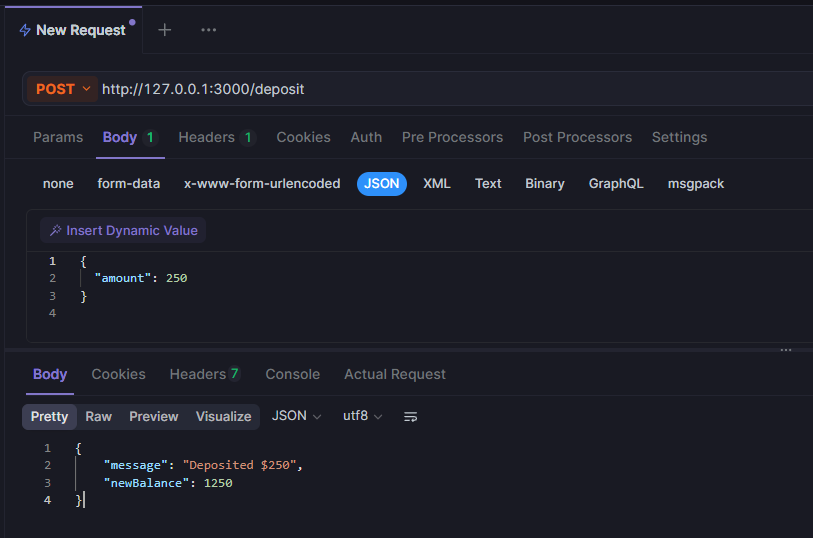 New Request
POST http://127.0.0.1:3000/deposit
Params Body 1 Headers 1 Cookies Auth Pre Processors Post Processors Settings
none form-data x-www-form-urlencoded JSON XML Text Binary GraphQL msgpack
Insert Dynamic Value
1 {
2 "amount": 250
3 }
4
Body Cookies Headers 7 Console Actual Request
Pretty Raw Preview Visualize JSON utf8
1 {
2 "message": "Deposited $250",
3 "newBalance": 1250
4 }